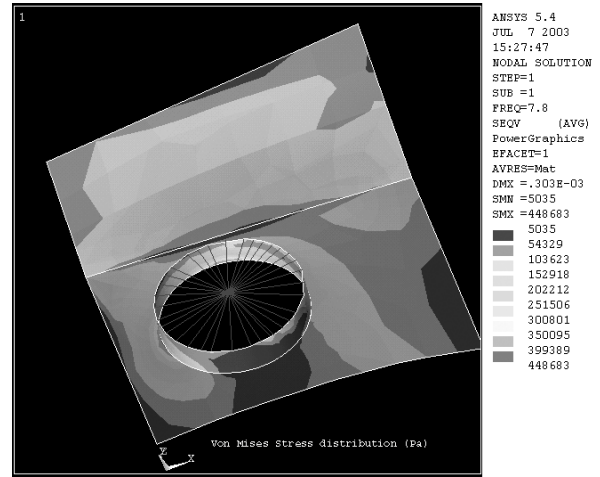 1
ANSYS 5.4
JUL 7 2003
15:27:47
NODAL SOLUTION
STEP=1
SUB =1
FREQ=7.8
SEQV (AVG)
PowerGraphics
EFACET=1
AVRES=Mat
DMX =.303E-03
SMN =5035
SMX =448683
5035
54329
103623
152918
202212
251506
300801
350095
399389
448683
Von Mises Stress distribution (Pa)
Z
X